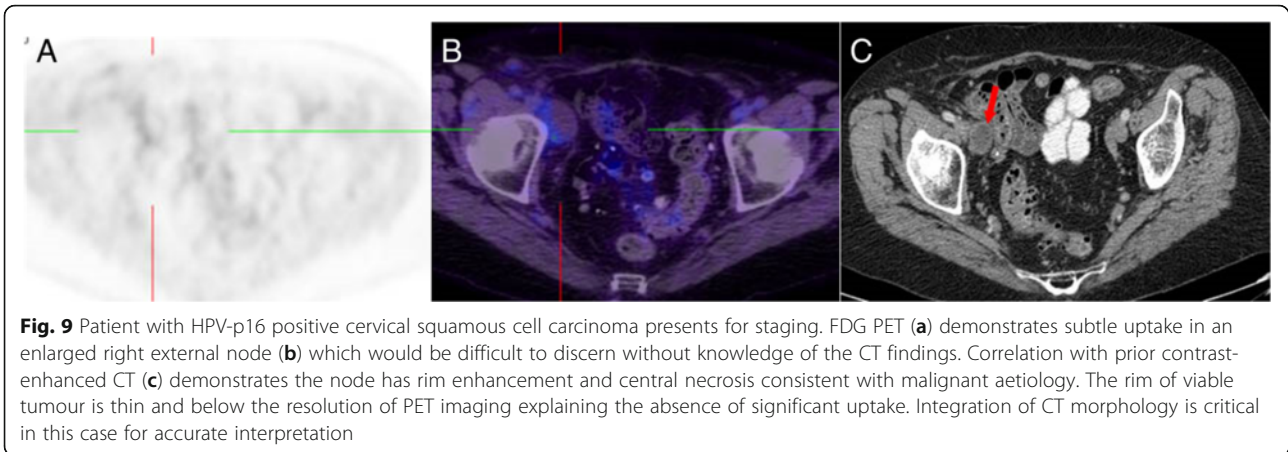 A
B
C
Fig. 9 Patient with HPV-p16 positive cervical squamous cell carcinoma presents for staging. FDG PET (a) demonstrates subtle uptake in an
enlarged right external node (b) which would be difficult to discern without knowledge of the CT findings. Correlation with prior contrast-
enhanced CT (c) demonstrates the node has rim enhancement and central necrosis consistent with malignant aetiology. The rim of viable
tumour is thin and below the resolution of PET imaging explaining the absence of significant uptake. Integration of CT morphology is critical
in this case for accurate interpretation